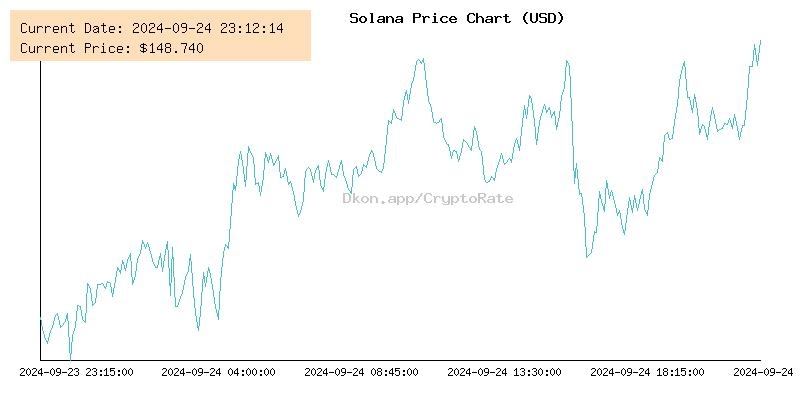 Solana Price Chart (USD)
Current Date: 2024-09-24 23:12:14
Current Price: $148.740
Dkon.app/CryptoRate
2024-09-23 23:15:00 2024-09-24 04:00:00 2024-09-24 08:45:00 2024-09-24 13:30:00 2024-09-24 18:15:00 2024-09-24